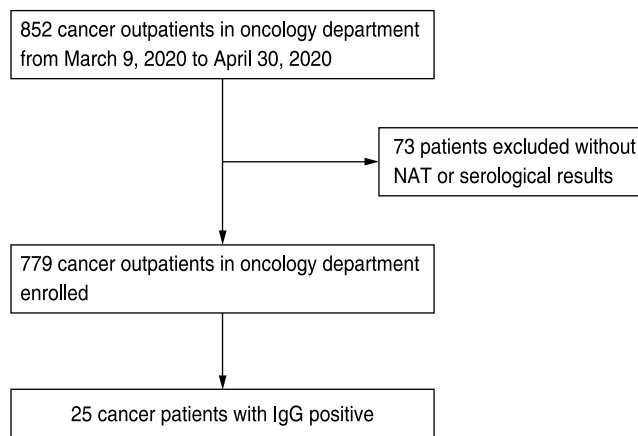 852 cancer outpatients in oncology department
from March 9, 2020 to April 30, 2020
73 patients excluded without
NAT or serological results
779 cancer outpatients in oncology department
enrolled
25 cancer patients with IgG positive